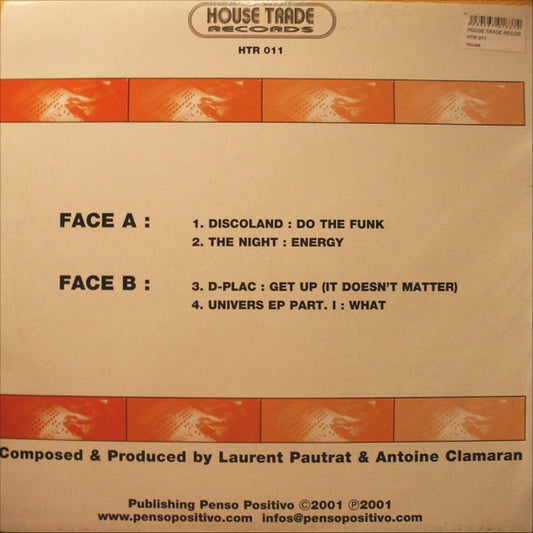 HOUSE TRADE
RECORDS
HTR 011
HOUSE TRADE RECOR
HTR 011
House
FACE A :
1. DISCOLAND : DO THE FUNK
2. THE NIGHT : ENERGY
FACE B :
3. D-PLAC : GET UP (IT DOESN'T MATTER)
4. UNIVERS EP PART. I : WHAT
Composed & Produced by Laurent Pautrat & Antoine Clamaran
Publishing Penso Positivo ©2001 ℗2001
www.pensopositivo.com infos@pensopositivo.com